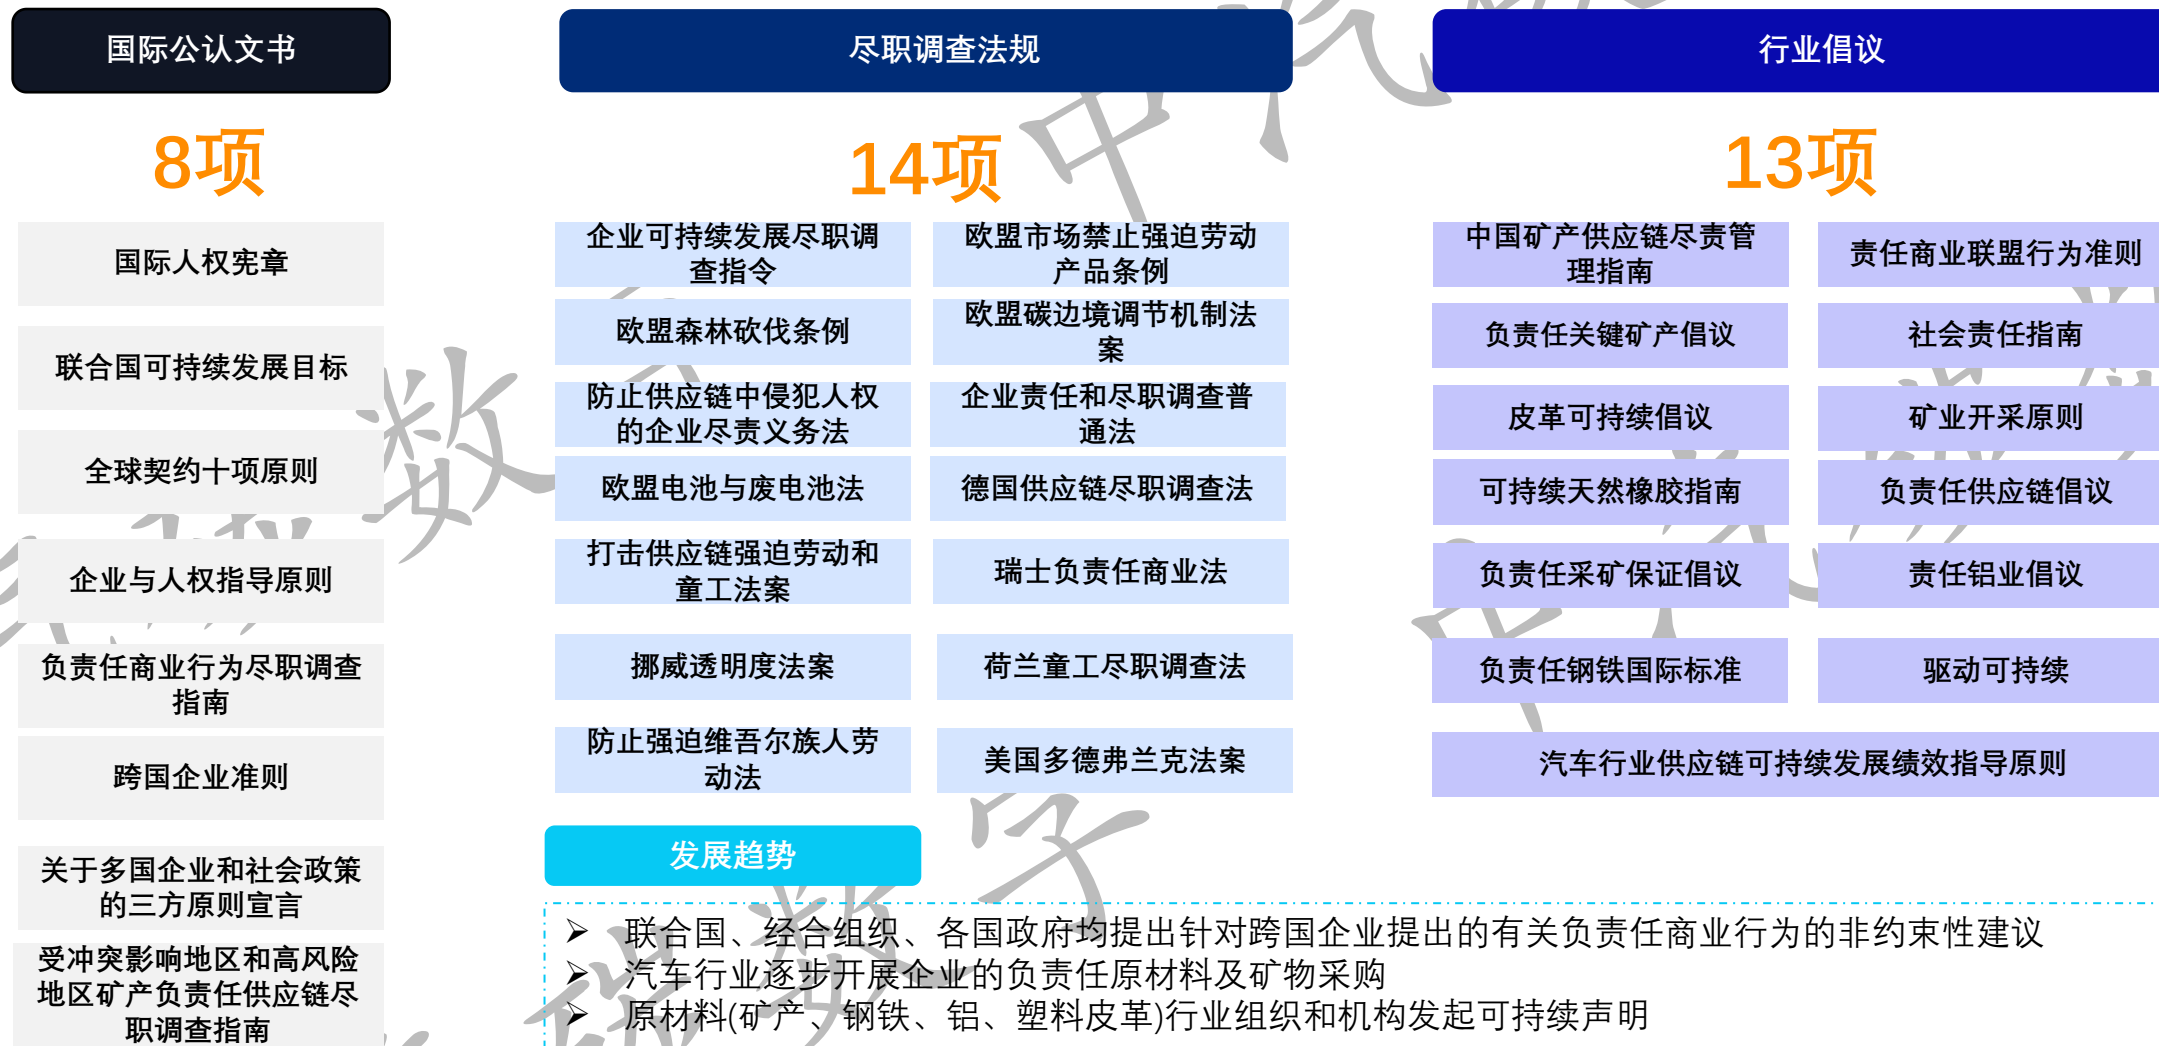 国际公认文书
8项
国际人权宪章
联合国可持续发展目标
全球契约十项原则
企业与人权指导原则
负责任商业行为尽职调查
指南
跨国企业准则
关于多国企业和社会政策
的三方原则宣言
受冲突影响地区和高风险
地区矿产负责任供应链尽
职调查指南
尽职调查法规
14项
企业可持续发展尽职调
查指令
欧盟市场禁止强迫劳动
产品条例
欧盟森林砍伐条例
欧盟碳边境调节机制法
案
防止供应链中侵犯人权
的企业尽责义务法
企业责任和尽职调查普
通法
欧盟电池与废电池法
德国供应链尽职调查法
打击供应链强迫劳动和
童工法案
瑞士负责任商业法
挪威透明度法案
荷兰童工尽职调查法
防止强迫维吾尔族人劳
动法
美国多德弗兰克法案
行业倡议
13项
中国矿产供应链尽责管
理指南
责任商业联盟行为准则
负责任关键矿产倡议
社会责任指南
皮革可持续倡议
矿业开采原则
可持续天然橡胶指南
负责任供应链倡议
负责任采矿保证倡议
责任铝业倡议
负责任钢铁国际标准
驱动可持续
汽车行业供应链可持续发展绩效指导原则
发展趋势
➢ 联合国、经合组织、各国政府均提出针对跨国企业提出的有关负责任商业行为的非约束性建议
➢ 汽车行业逐步开展企业的负责任原材料及矿物采购
➢ 原材料(矿产、钢铁、铝、塑料皮革)行业组织和机构发起可持续声明